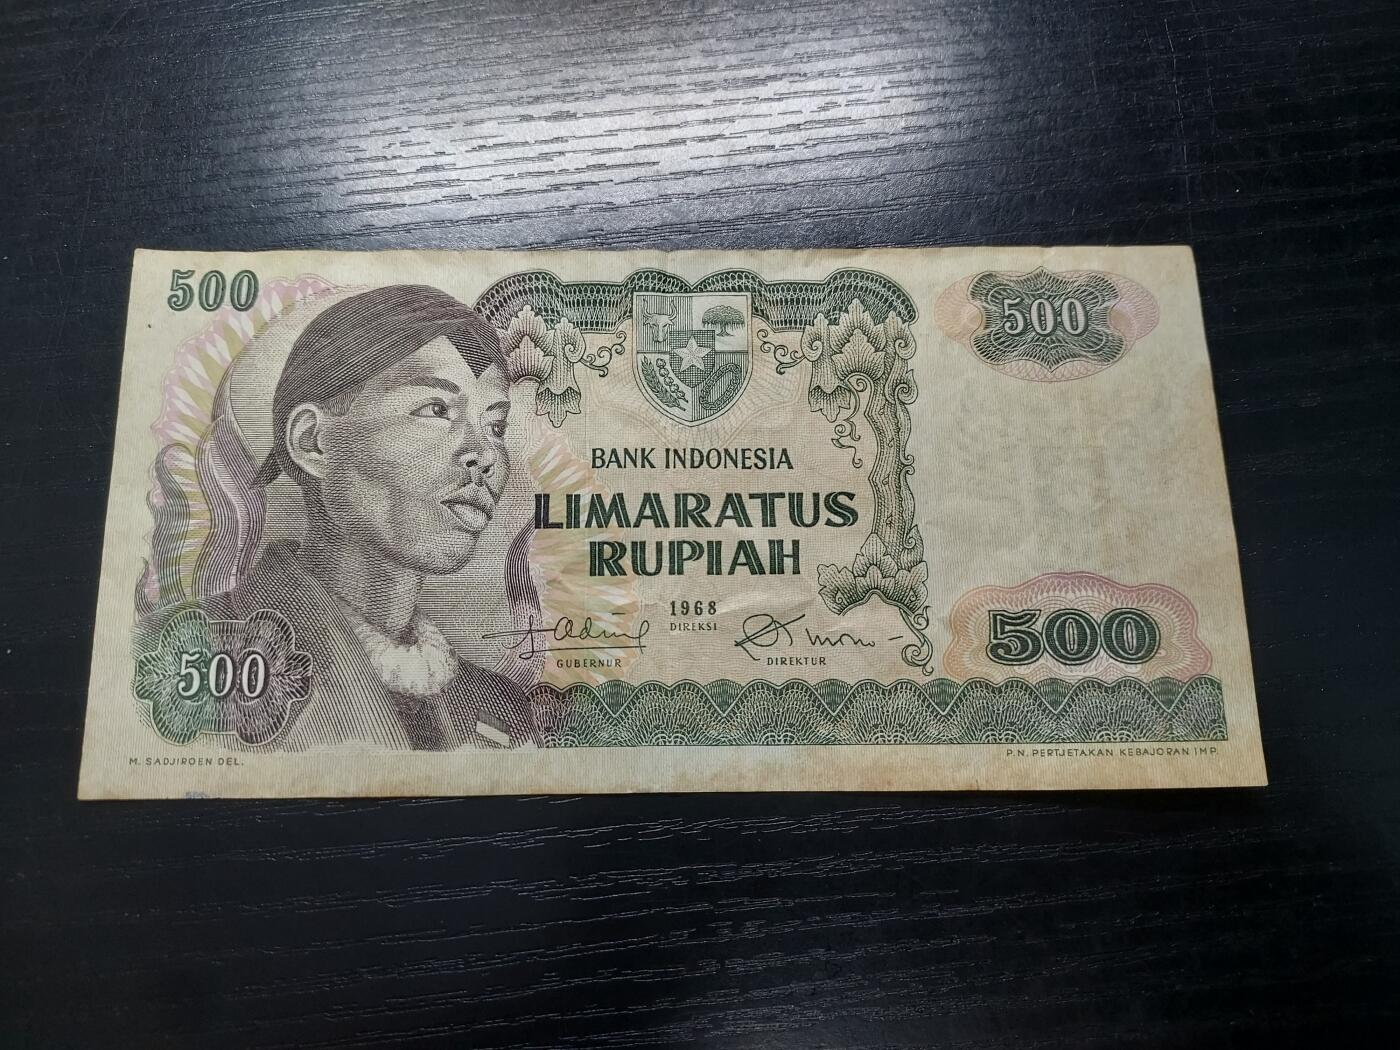 500
500
BANK INDONESIA
LIMARATUS
RUPIAH
1968
DIREKSI
GUBERNUR
DIREKTUR
500
500
M. SADJIROEN DEL.
P.N. PERTJETAKAN KEBAJORAN IMP.